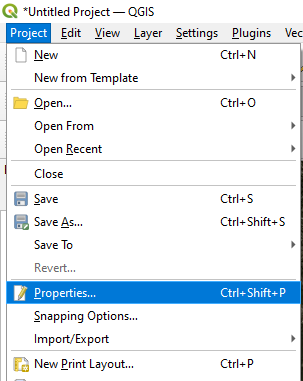 *Untitled Project — QGIS
Project Edit View Layer Settings Plugins Vec
New Ctrl+N
New from Template
Open... Ctrl+O
Open From
Open Recent
Close
Save Ctrl+S
Save As... Ctrl+Shift+S
Save To
Revert...
Properties... Ctrl+Shift+P
Snapping Options...
Import/Export
New Print Layout... Ctrl+P